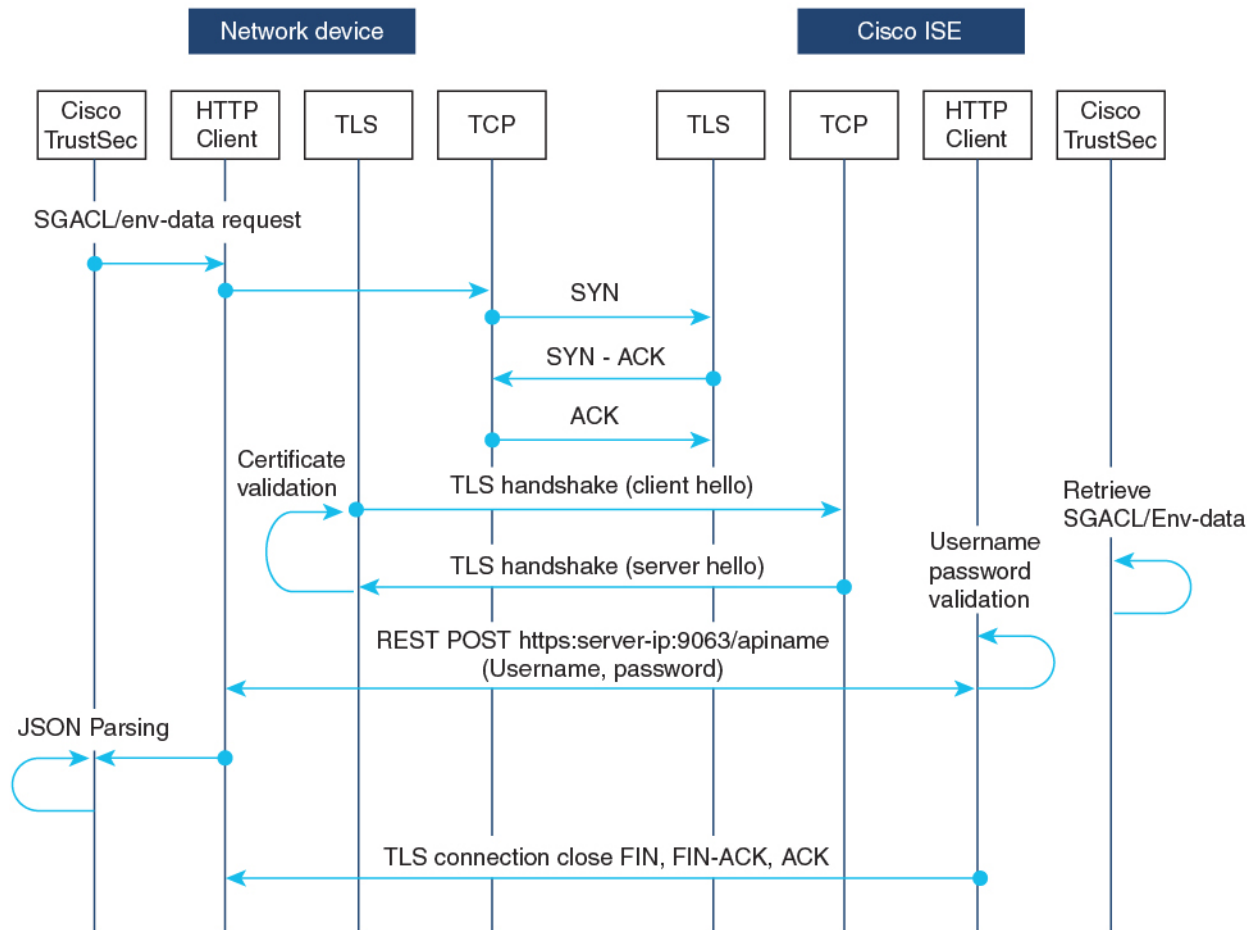 Network device
Cisco ISE
Cisco
TrustSec
HTTP
Client
TLS
TCP
TLS
TCP
HTTP
Client
Cisco
TrustSec
SGACL/env-data request
SYN
SYN - ACK
ACK
Certificate
validation
TLS handshake (client hello)
Retrieve
SGACL/Env-data
Username
password
validation
TLS handshake (server hello)
REST POST https:server-ip:9063/apiname
(Username, password)
JSON Parsing
TLS connection close FIN, FIN-ACK, ACK